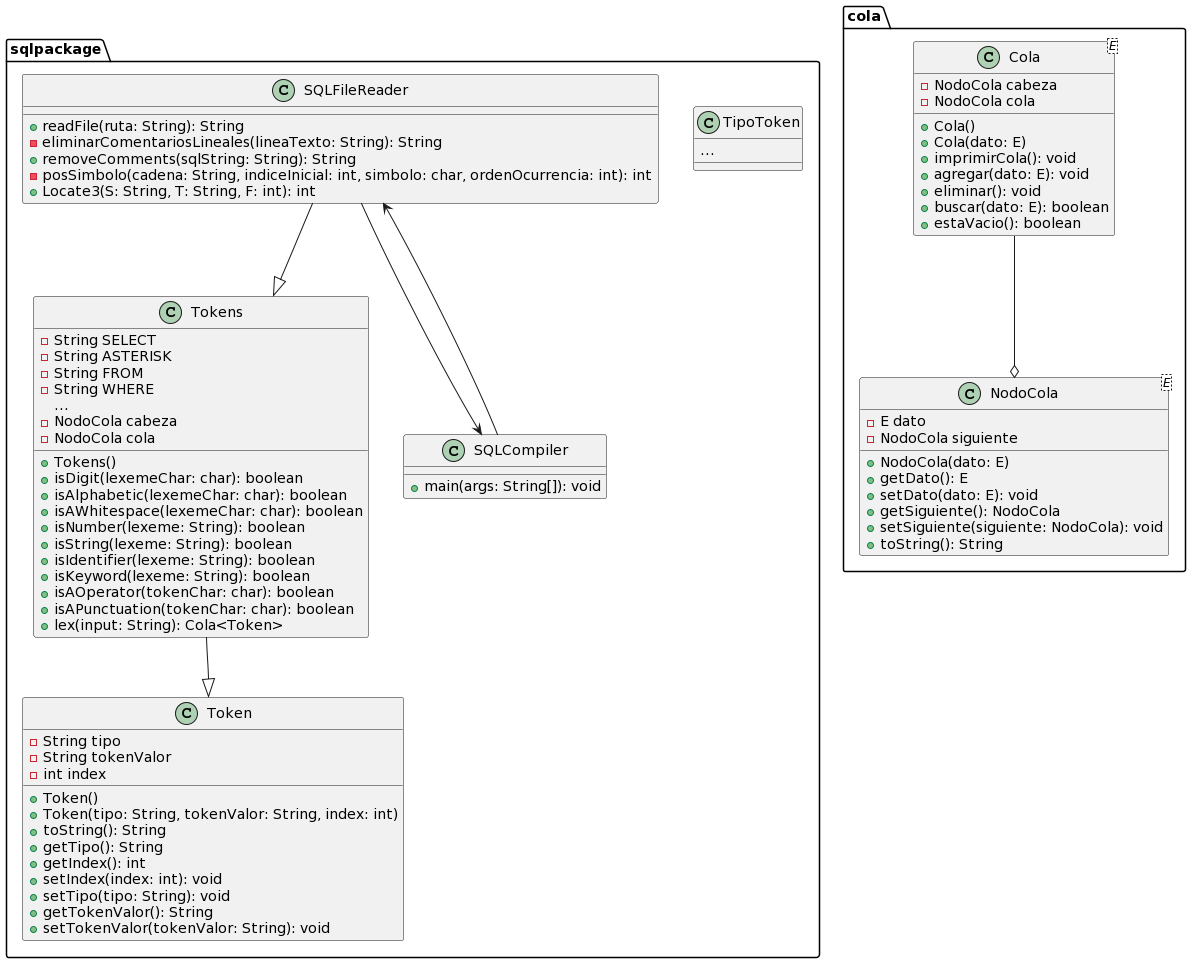 sqlpackage
C SQLFileReader
readFile(ruta: String): String
eliminarComentariosLineales(lineaTexto: String): String
removeComments(sqlString: String): String
posSimbolo(cadena: String, indiceInicial: int, simbolo: char, ordenOcurrencia: int): int
Locate3(S: String, T: String, F: int): int
C TipoToken
...
C Tokens
String SELECT
String ASTERISK
String FROM
String WHERE
...
NodoCola cabeza
NodoCola cola
Tokens()
isDigit(lexemeChar: char): boolean
isAlphabetic(lexemeChar: char): boolean
isAWhitespace(lexemeChar: char): boolean
isNumber(lexeme: String): boolean
isString(lexeme: String): boolean
isIdentifier(lexeme: String): boolean
isKeyword(lexeme: String): boolean
isAOperator(tokenChar: char): boolean
isAPunctuation(tokenChar: char): boolean
lex(input: String): Cola<Token>
C SQLCompiler
main(args: String[]): void
C Token
String tipo
String tokenValor
int index
Token()
Token(tipo: String, tokenValor: String, index: int)
toString(): String
getTipo(): String
getIndex(): int
setIndex(index: int): void
setTipo(tipo: String): void
getTokenValor(): String
setTokenValor(tokenValor: String): void
cola
C Cola E
NodoCola cabeza
NodoCola cola
Cola()
Cola(dato: E)
imprimirCola(): void
agregar(dato: E): void
eliminar(): void
buscar(dato: E): boolean
estaVacio(): boolean
C NodoCola E
E dato
NodoCola siguiente
NodoCola(dato: E)
getDato(): E
setDato(dato: E): void
getSiguiente(): NodoCola
setSiguiente(siguiente: NodoCola): void
toString(): String